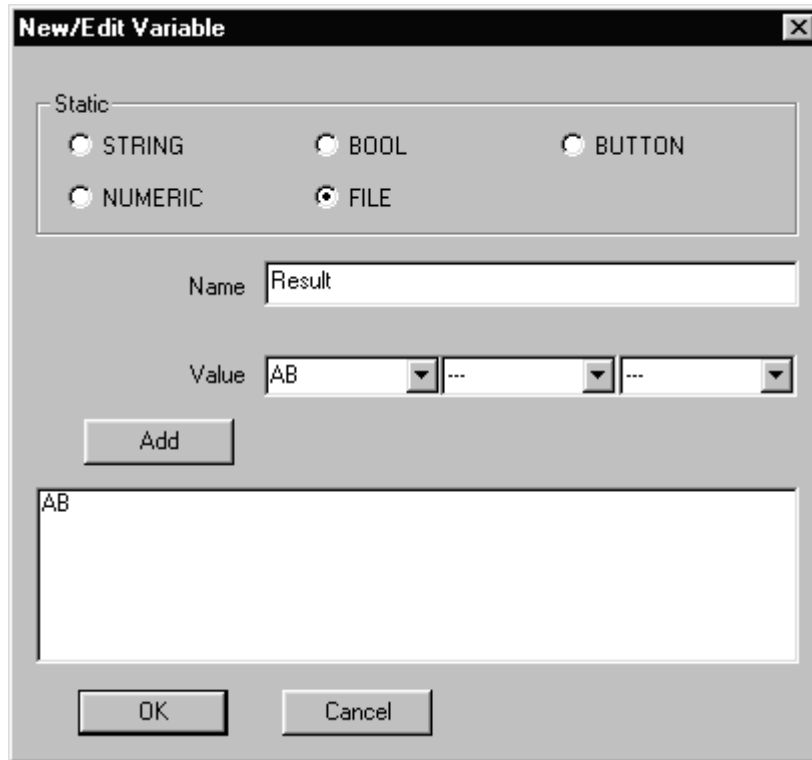 New/Edit Variable
Static
STRING BOOL BUTTON
NUMERIC FILE
Name Result
Value AB --- ---
Add
AB
OK Cancel